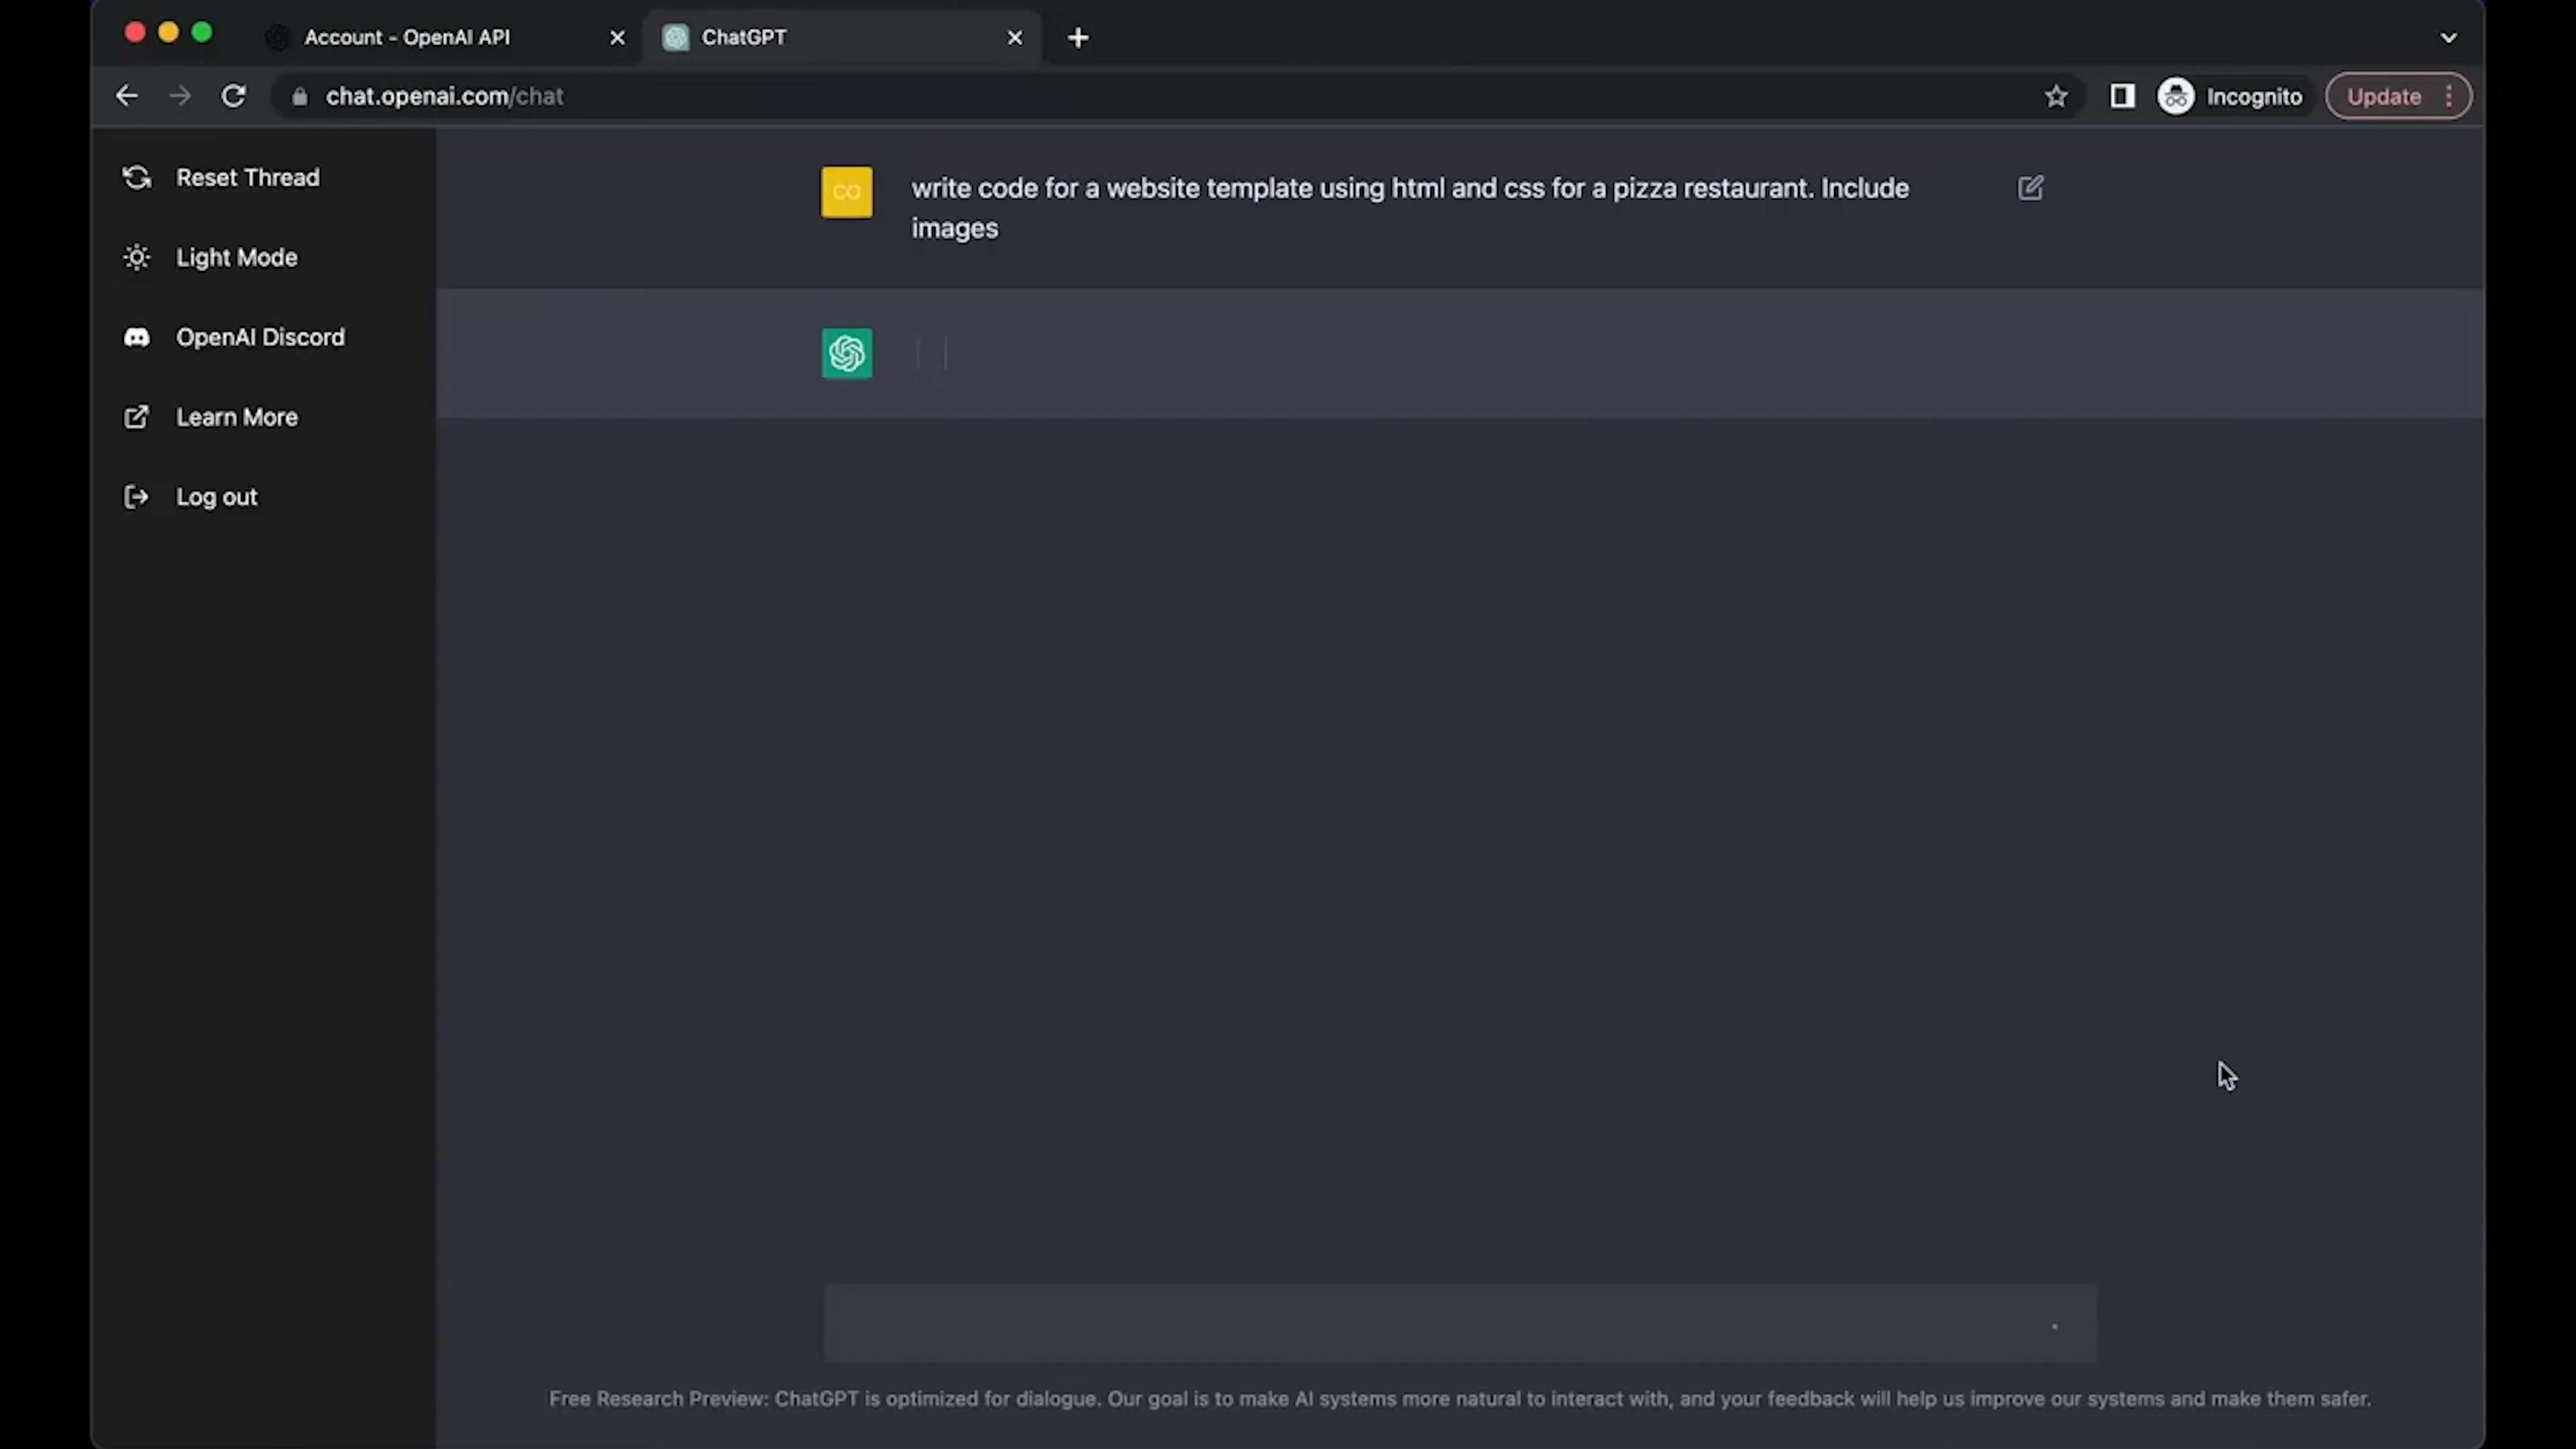 Account - OpenAI API
ChatGPT
chat.openai.com/chat
Incognito
Update
Reset Thread
Light Mode
OpenAI Discord
Learn More
Log out
CO
write code for a website template using html and css for a pizza restaurant. Include
images
Free Research Preview: ChatGPT is optimized for dialogue. Our goal is to make AI systems more natural to interact with, and your feedback will help us improve our systems and make them safer.